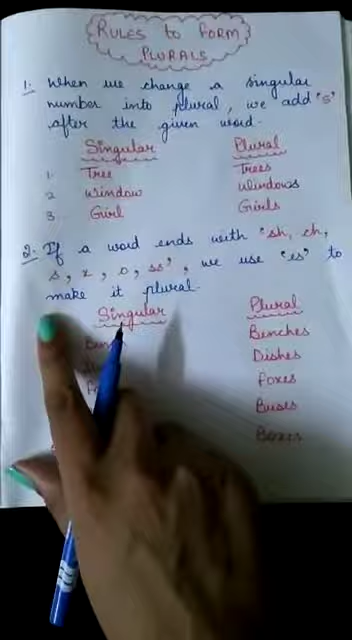 RULES to FORM
PLURALS
1. When we change a singular
number into plural, we add 's'
after the given word.
Singular Plural
1. Tree Trees
2 Window Windows
3. Girl Girls
2. If a word ends with 'sh, ch,
s, x, o, ss', we use 'es' to
make it plural.
Singular Plural
Benches
Dishes
Foxes
Buses
Boxes